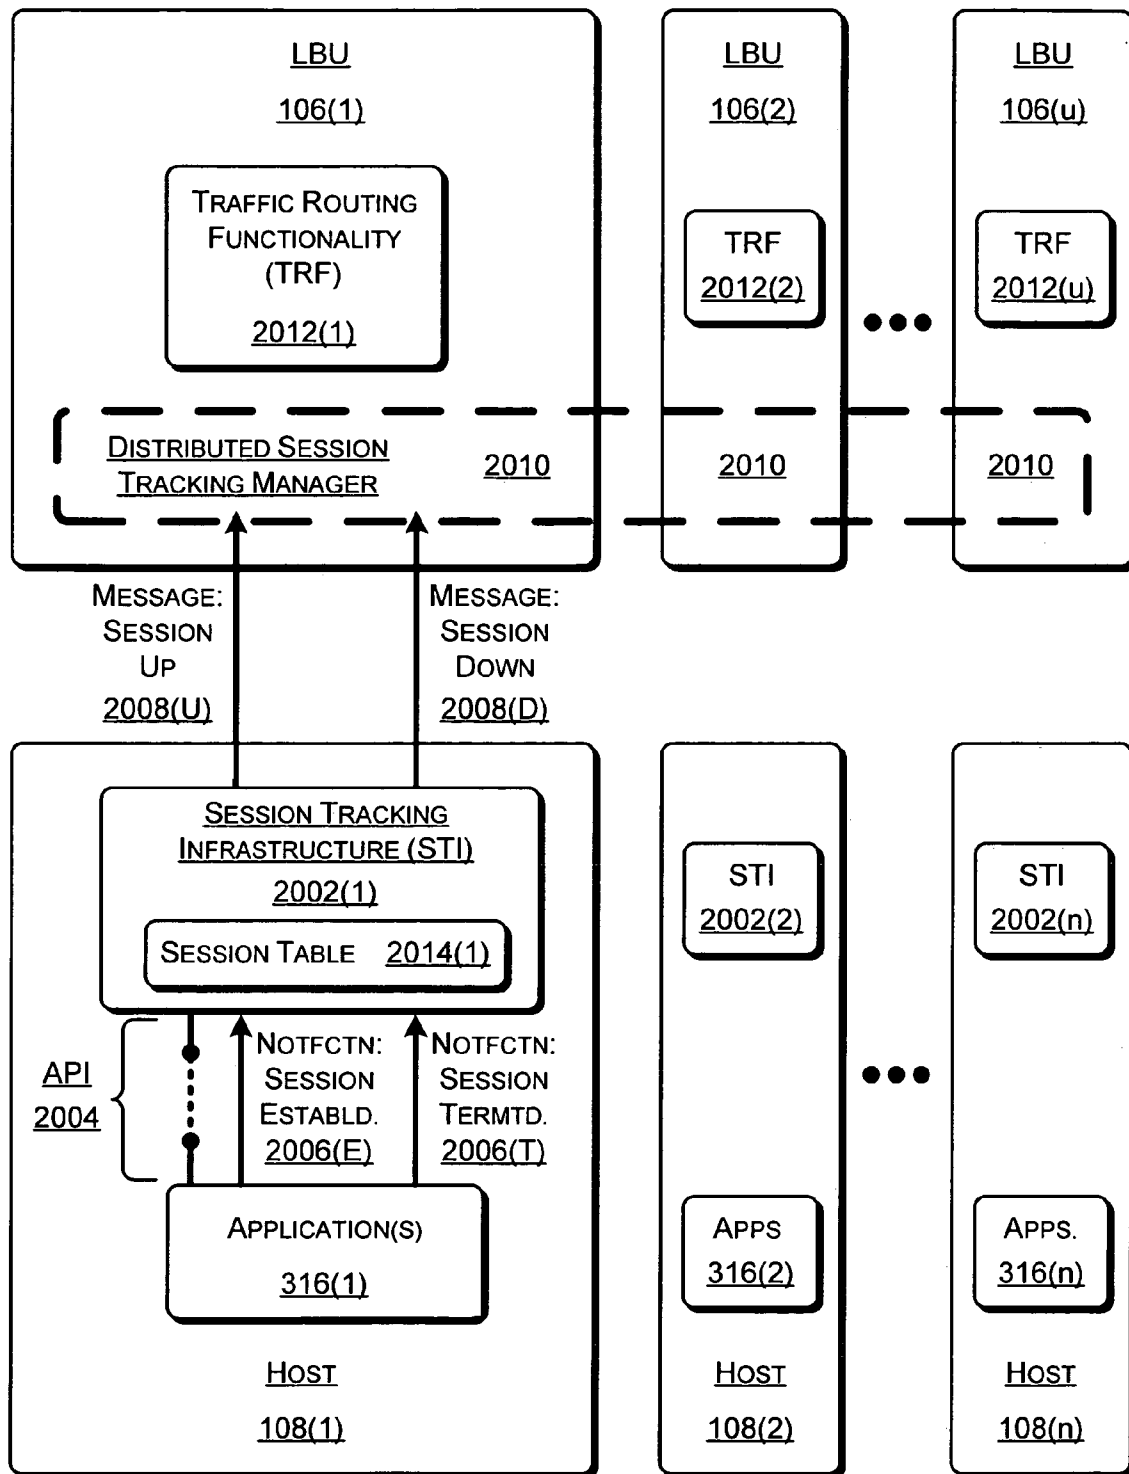 LBU
106(1)
TRAFFIC ROUTING
FUNCTIONALITY
(TRF)
2012(1)
LBU
106(2)
TRF
2012(2)
LBU
106(u)
TRF
2012(u)
DISTRIBUTED SESSION
TRACKING MANAGER
2010
2010
2010
MESSAGE:
SESSION
UP
2008(U)
MESSAGE:
SESSION
DOWN
2008(D)
SESSION TRACKING
INFRASTRUCTURE (STI)
2002(1)
SESSION TABLE 2014(1)
API
2004
NOTFCTN:
SESSION
ESTABLD.
2006(E)
NOTFCTN:
SESSION
TERMTD.
2006(T)
APPLICATION(S)
316(1)
HOST
108(1)
STI
2002(2)
APPS
316(2)
HOST
108(2)
STI
2002(n)
APPS.
316(n)
HOST
108(n)